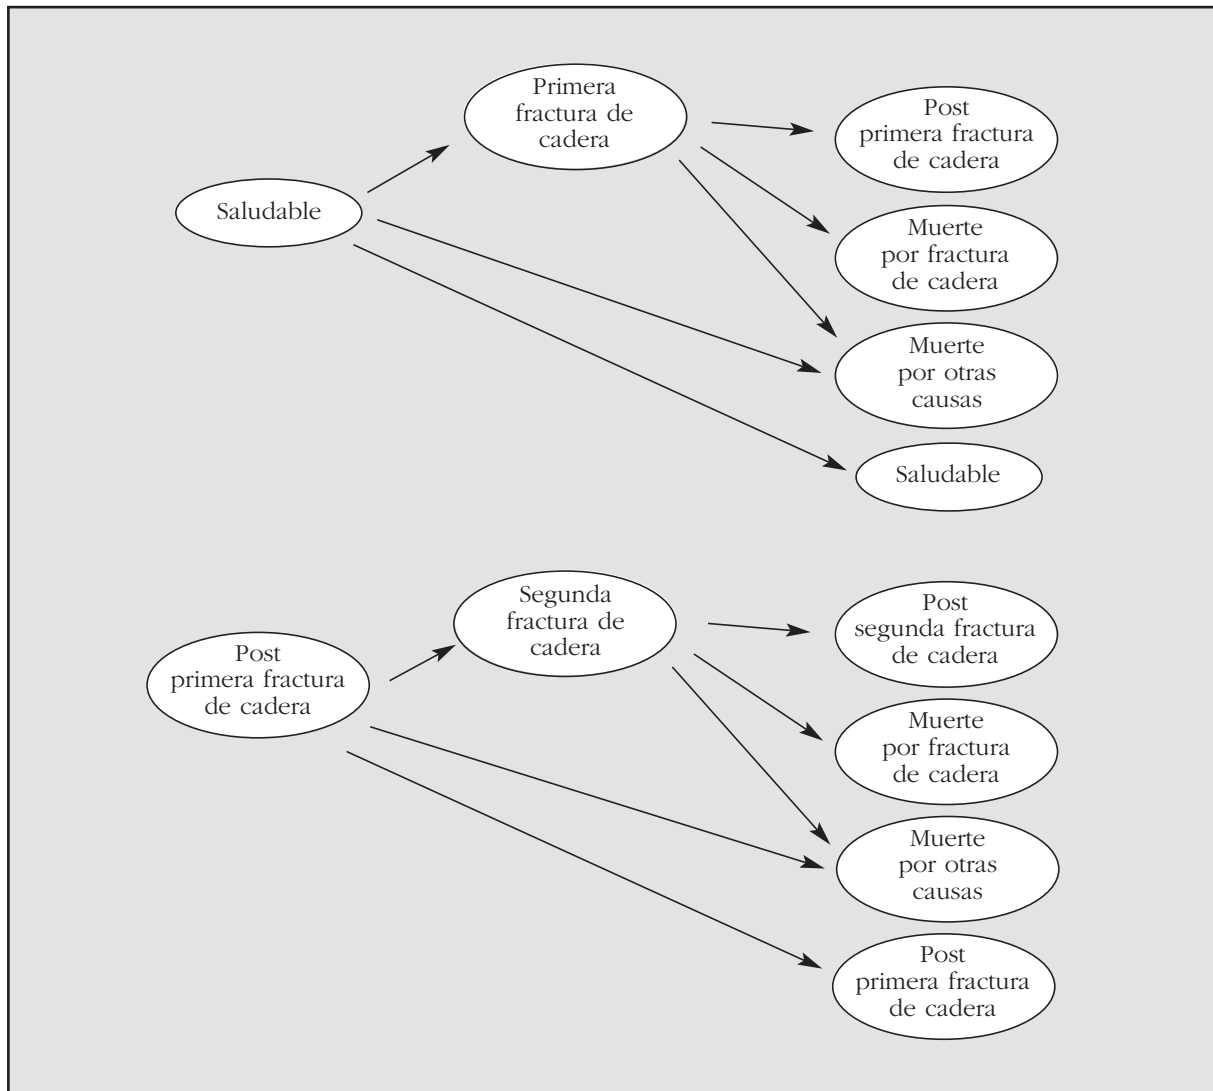 Primera
fractura de
cadera
Post
primera fractura
de cadera
Saludable
Muerte
por fractura
de cadera
Muerte
por otras
causas
Saludable
Segunda
fractura de
cadera
Post
segunda fractura
de cadera
Post
primera fractura
de cadera
Muerte
por fractura
de cadera
Muerte
por otras
causas
Post
primera fractura
de cadera